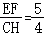 EF/CH = 5/4